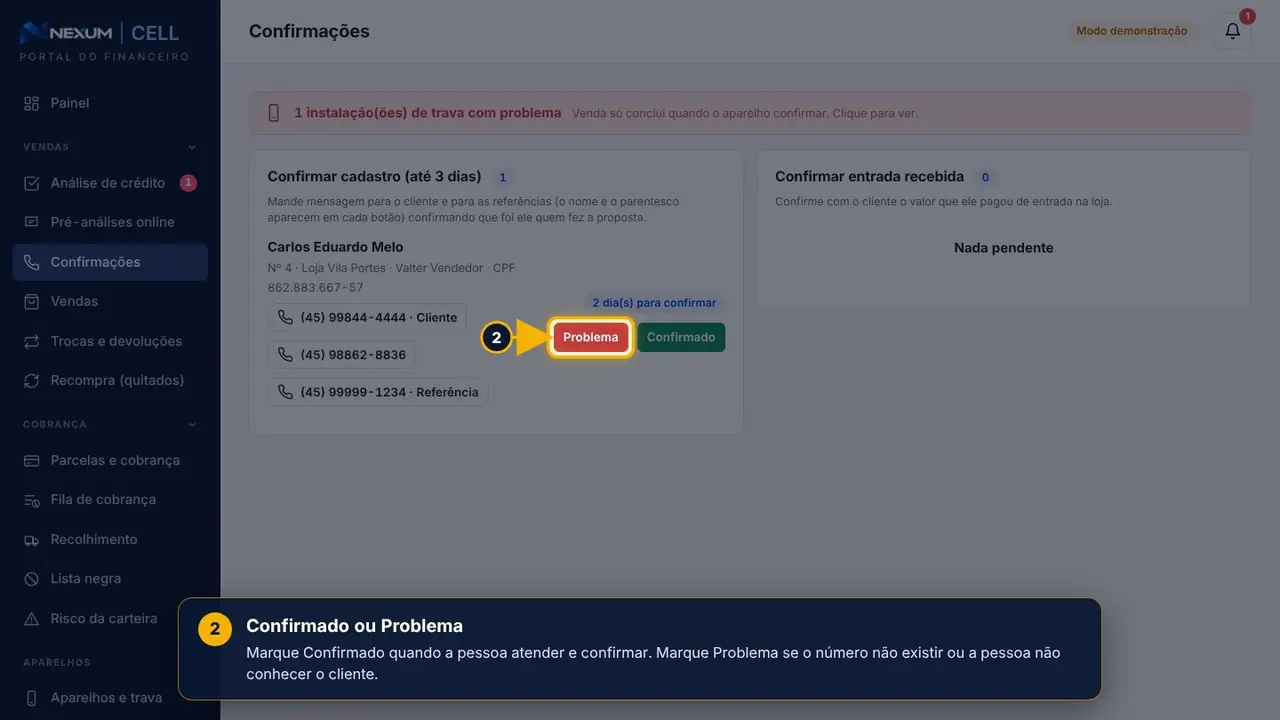 NEXUM | CELL
PORTAL DO FINANCEIRO
Painel
VENDAS
Análise de crédito 1
Pré-análises online
Confirmações
Vendas
Trocas e devoluções
Recompra (quitados)
COBRANÇA
Parcelas e cobrança
Fila de cobrança
Recolhimento
Lista negra
Risco da carteira
APARELHOS
Aparelhos e trava
Confirmações
Modo demonstração
1
1 instalação(ões) de trava com problema Venda só conclui quando o aparelho confirmar. Clique para ver.
Confirmar cadastro (até 3 dias) 1
Mande mensagem para o cliente e para as referências (o nome e o parentesco
aparecem em cada botão) confirmando que foi ele quem fez a proposta.
Carlos Eduardo Melo
Nº 4 · Loja Vila Portes · Valter Vendedor · CPF
862.883.667-57
2 dia(s) para confirmar
(45) 99844-4444 · Cliente
(45) 98862-8836
(45) 99999-1234 · Referência
2
Problema
Confirmado
Confirmar entrada recebida 0
Confirme com o cliente o valor que ele pagou de entrada na loja.
Nada pendente
2
Confirmado ou Problema
Marque Confirmado quando a pessoa atender e confirmar. Marque Problema se o número não existir ou a pessoa não
conhecer o cliente.